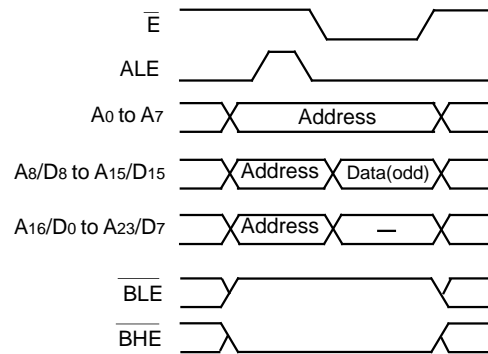 E
ALE
A0 to A7 Address
A8/D8 to A15/D15 Address Data(odd)
A16/D0 to A23/D7 Address –
BLE
BHE